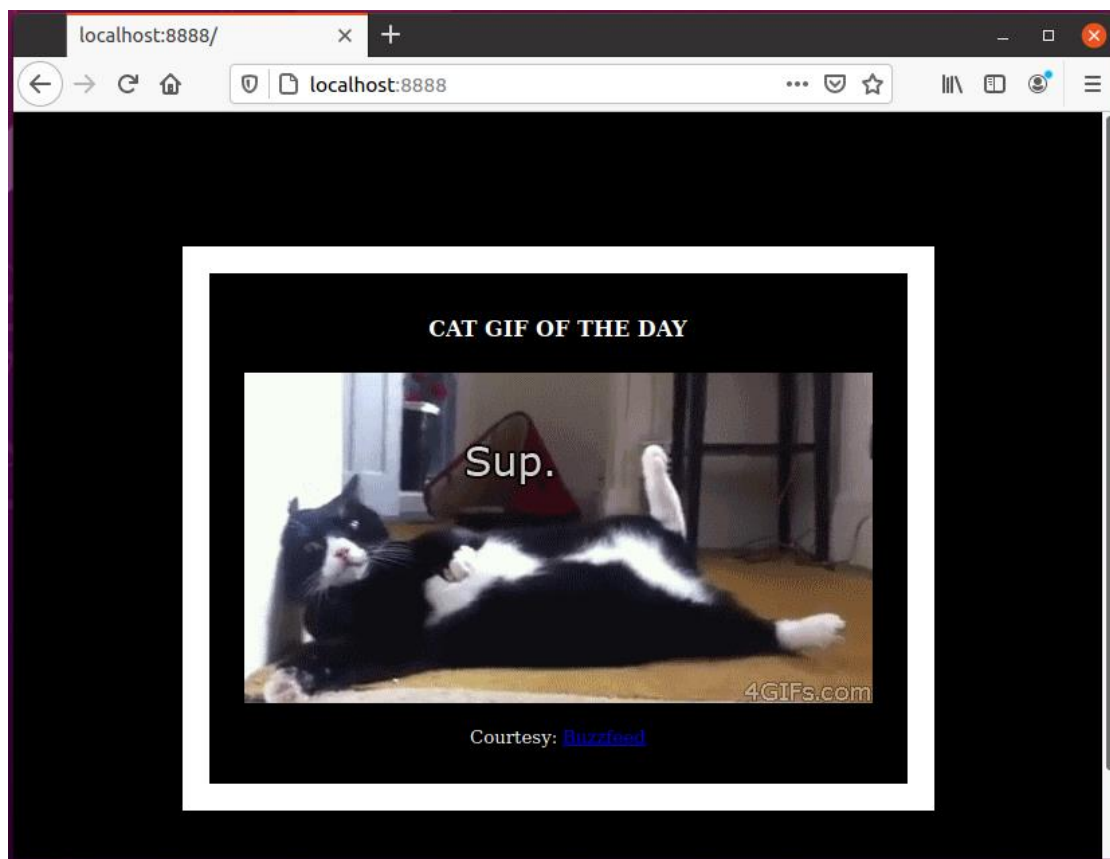 localhost:8888/
localhost:8888
CAT GIF OF THE DAY
Sup.
4GIFs.com
Courtesy: Buzzfeed